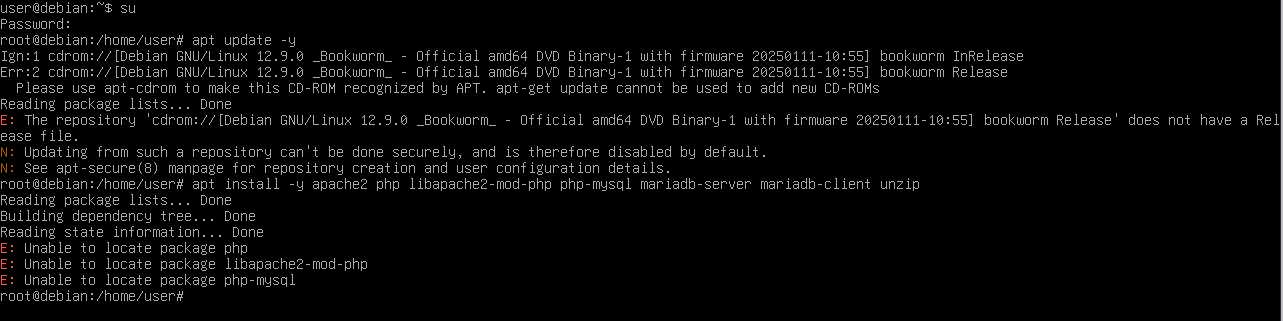 user@debian:~$ su
Password:
root@debian:/home/user# apt update -y
Ign:1 cdrom://[Debian GNU/Linux 12.9.0 _Bookworm_ - Official amd64 DVD Binary-1 with firmware 20250111-10:55] bookworm InRelease
Err:2 cdrom://[Debian GNU/Linux 12.9.0 _Bookworm_ - Official amd64 DVD Binary-1 with firmware 20250111-10:55] bookworm Release
  Please use apt-cdrom to make this CD-ROM recognized by APT. apt-get update cannot be used to add new CD-ROMs
Reading package lists... Done
E: The repository 'cdrom://[Debian GNU/Linux 12.9.0 _Bookworm_ - Official amd64 DVD Binary-1 with firmware 20250111-10:55] bookworm Release' does not have a Rel
ease file.
N: Updating from such a repository can't be done securely, and is therefore disabled by default.
N: See apt-secure(8) manpage for repository creation and user configuration details.
root@debian:/home/user# apt install -y apache2 php libapache2-mod-php php-mysql mariadb-server mariadb-client unzip
Reading package lists... Done
Building dependency tree... Done
Reading state information... Done
E: Unable to locate package php
E: Unable to locate package libapache2-mod-php
E: Unable to locate package php-mysql
root@debian:/home/user#